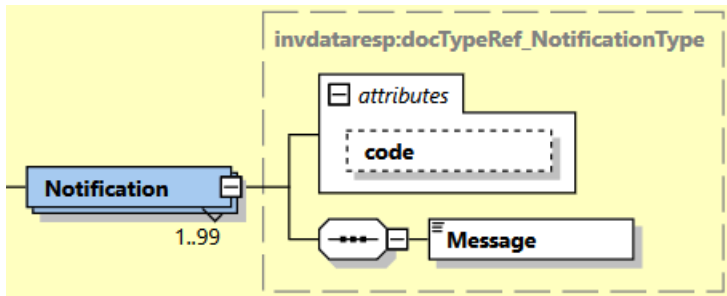 invdataresp:docTypeRef_NotificationType
attributes
code
Notification
1..99
Message